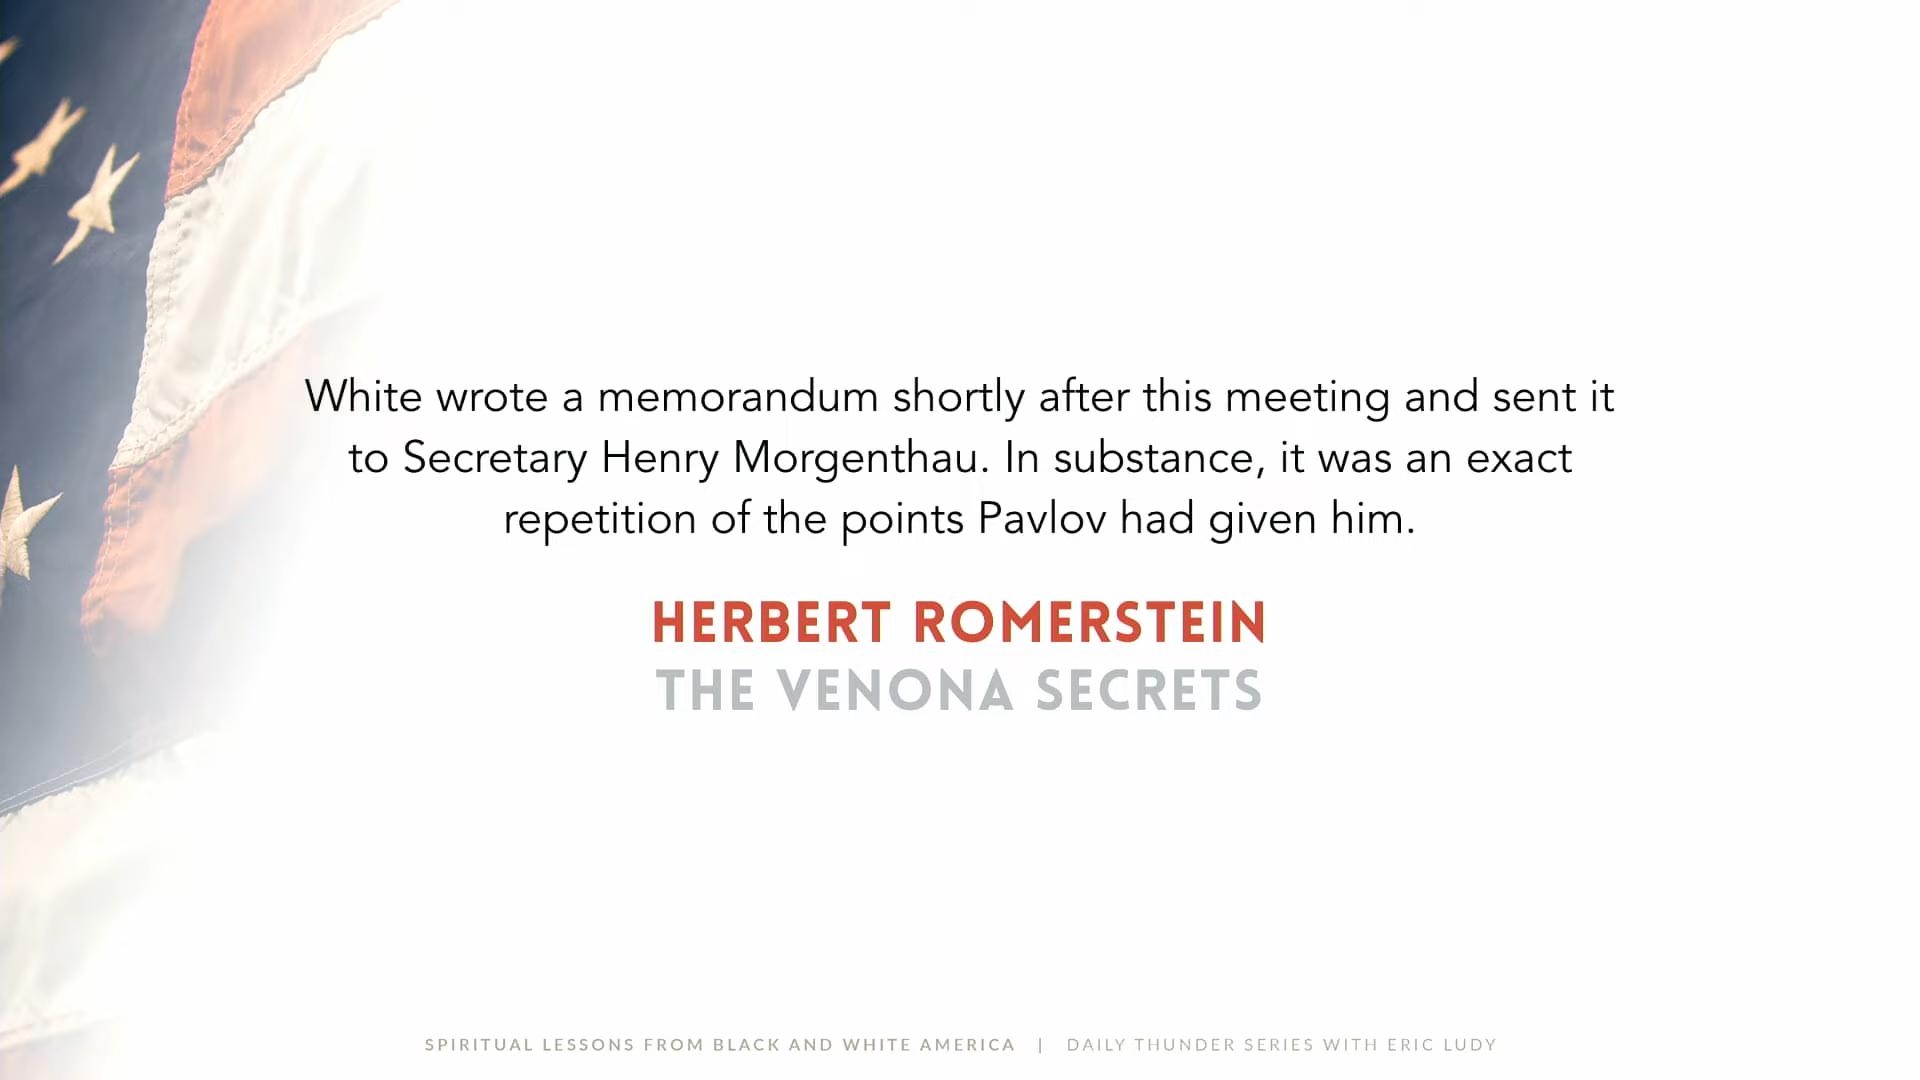 White wrote a memorandum shortly after this meeting and sent it
to Secretary Henry Morgenthau. In substance, it was an exact
repetition of the points Pavlov had given him.
HERBERT ROMERSTEIN
THE VENONA SECRETS
SPIRITUAL LESSONS FROM BLACK AND WHITE AMERICA | DAILY THUNDER SERIES WITH ERIC LUDY